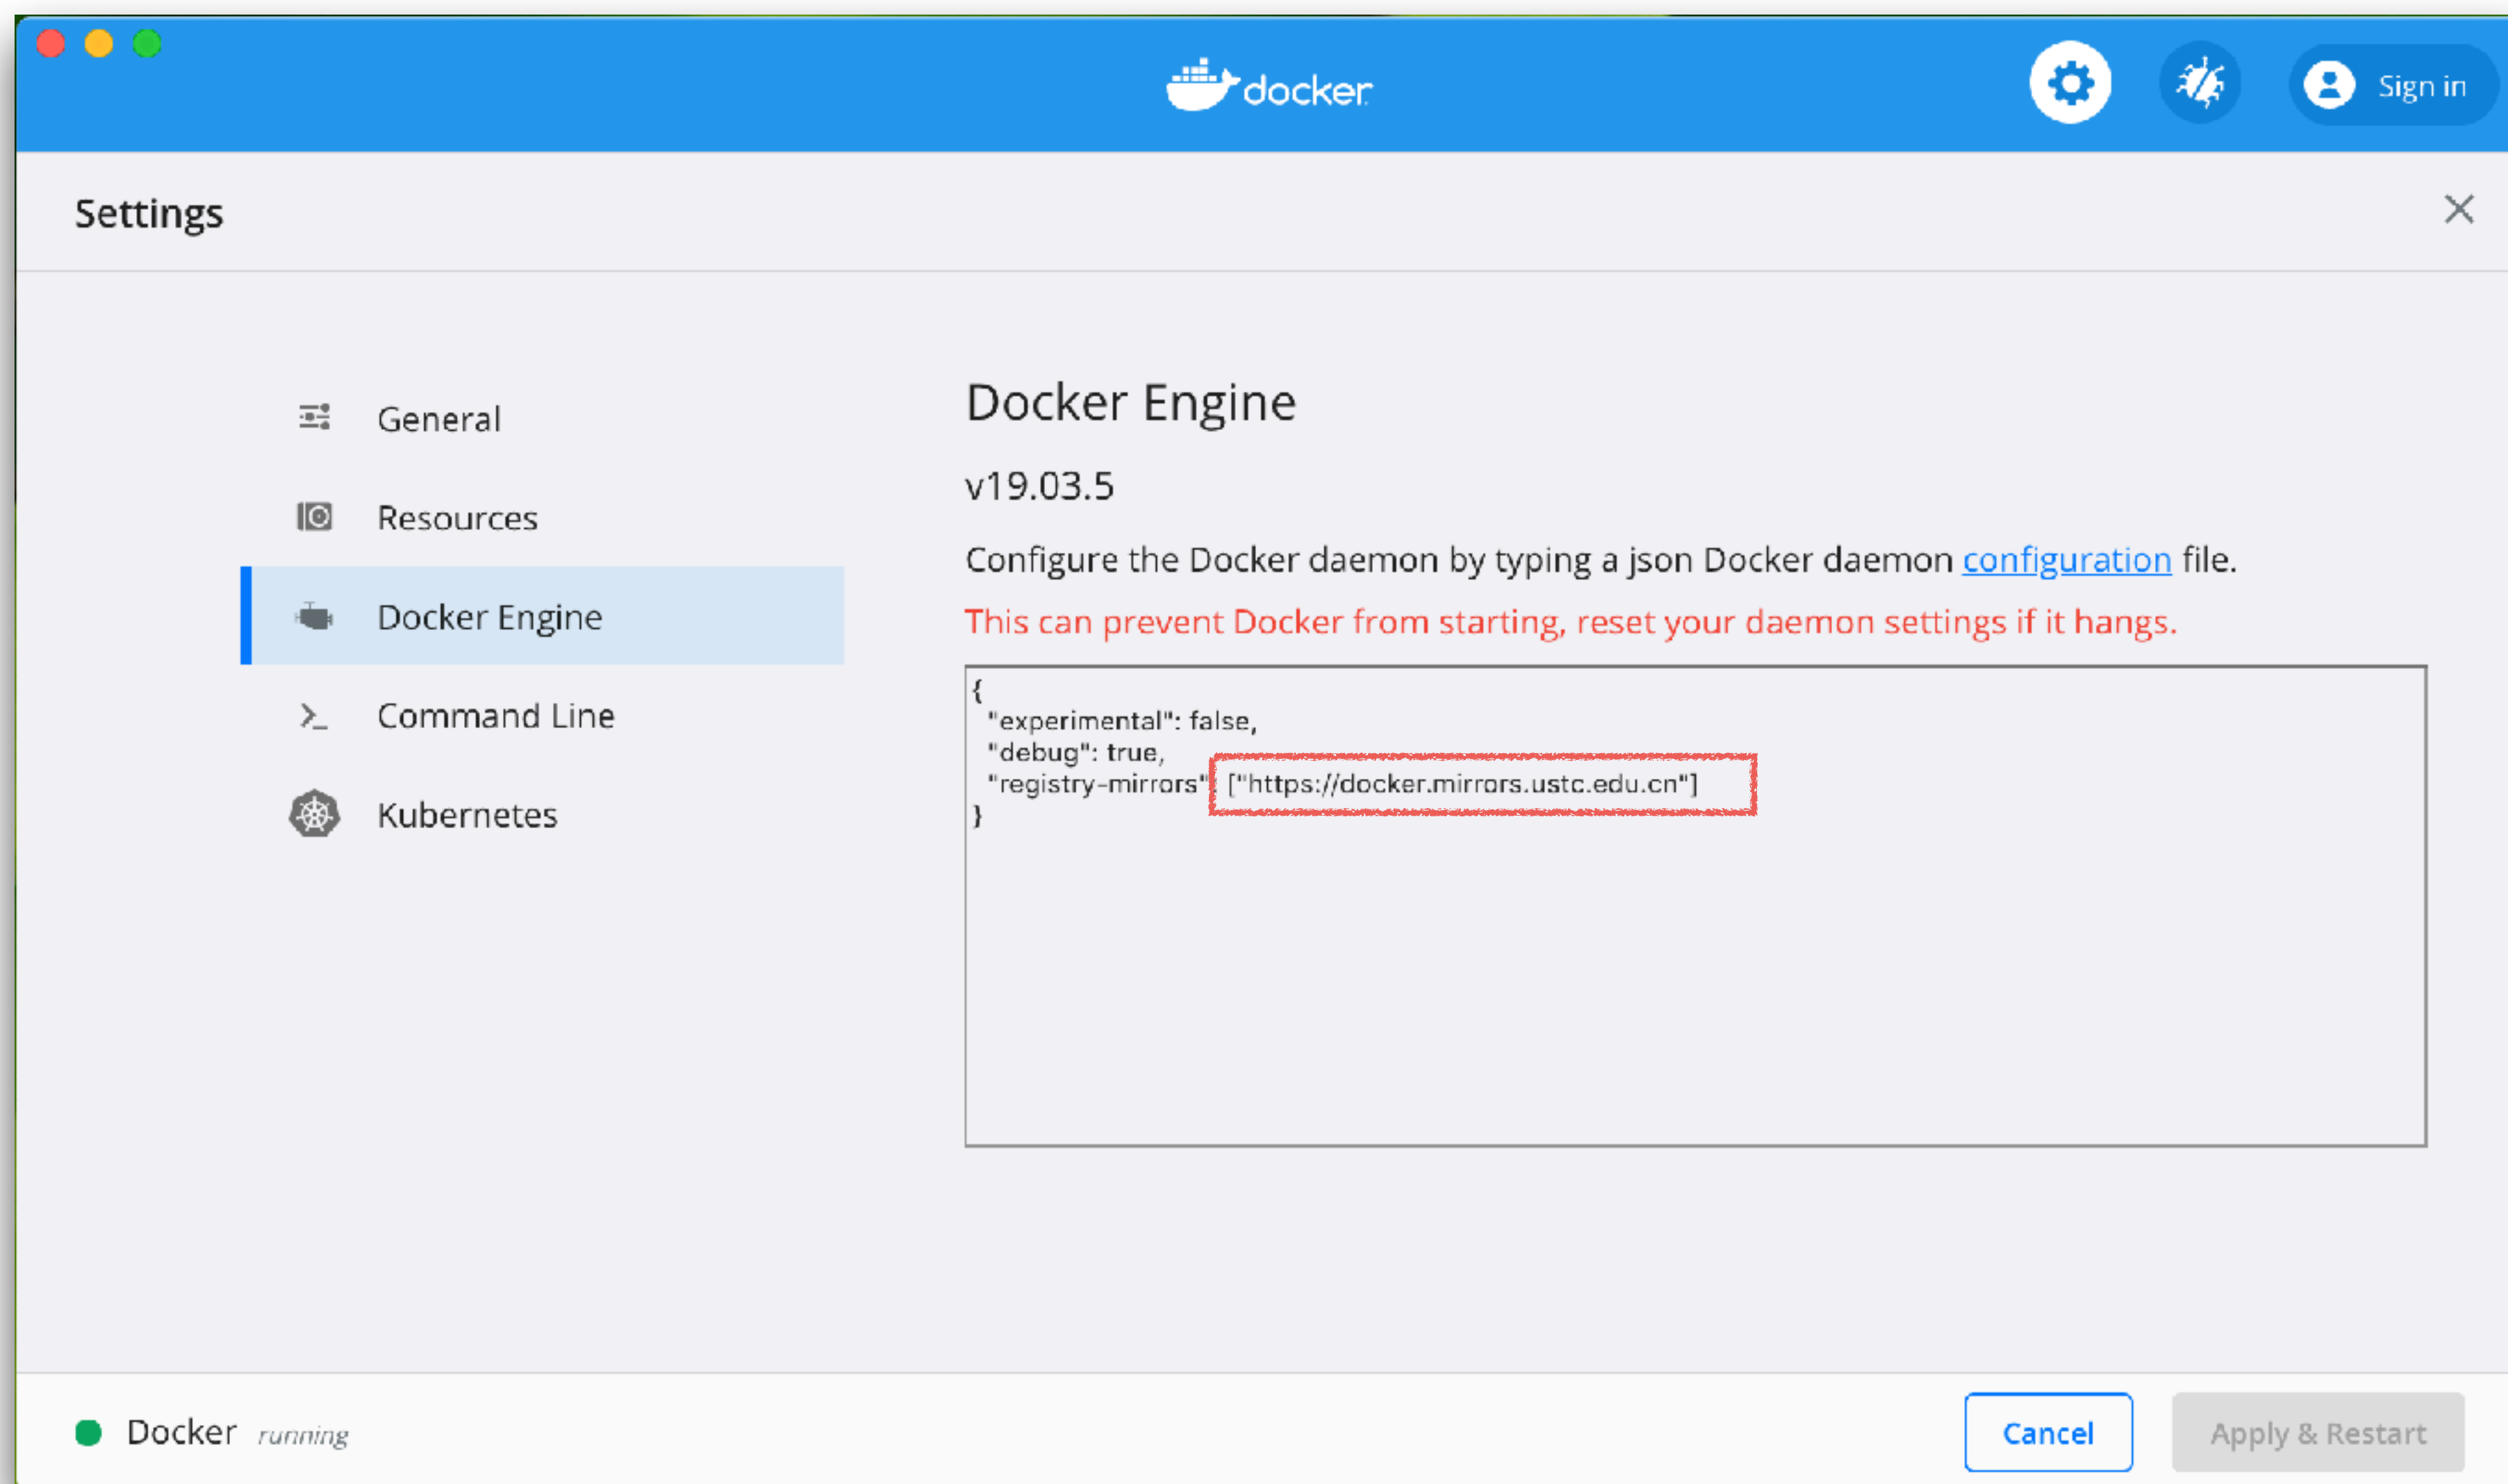 docker
Sign in
Settings
General
Resources
Docker Engine
Command Line
Kubernetes
Docker Engine
v19.03.5
Configure the Docker daemon by typing a json Docker daemon configuration file.
This can prevent Docker from starting, reset your daemon settings if it hangs.
{
"experimental": false,
"debug": true,
"registry-mirrors": ["https://docker.mirrors.ustc.edu.cn"]
}
Docker running
Cancel
Apply & Restart